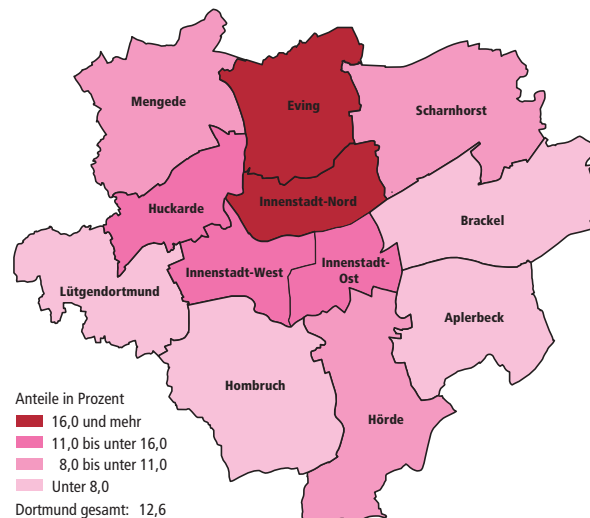 Mengede
Eving
Scharnhorst
Huckarde
Innenstadt-Nord
Brackel
Innenstadt-West
Innenstadt-
Ost
Lütgendortmund
Aplerbeck
Hombruch
Hörde
Anteile in Prozent
16,0 und mehr
11,0 bis unter 16,0
8,0 bis unter 11,0
Unter 8,0
Dortmund gesamt: 12,6